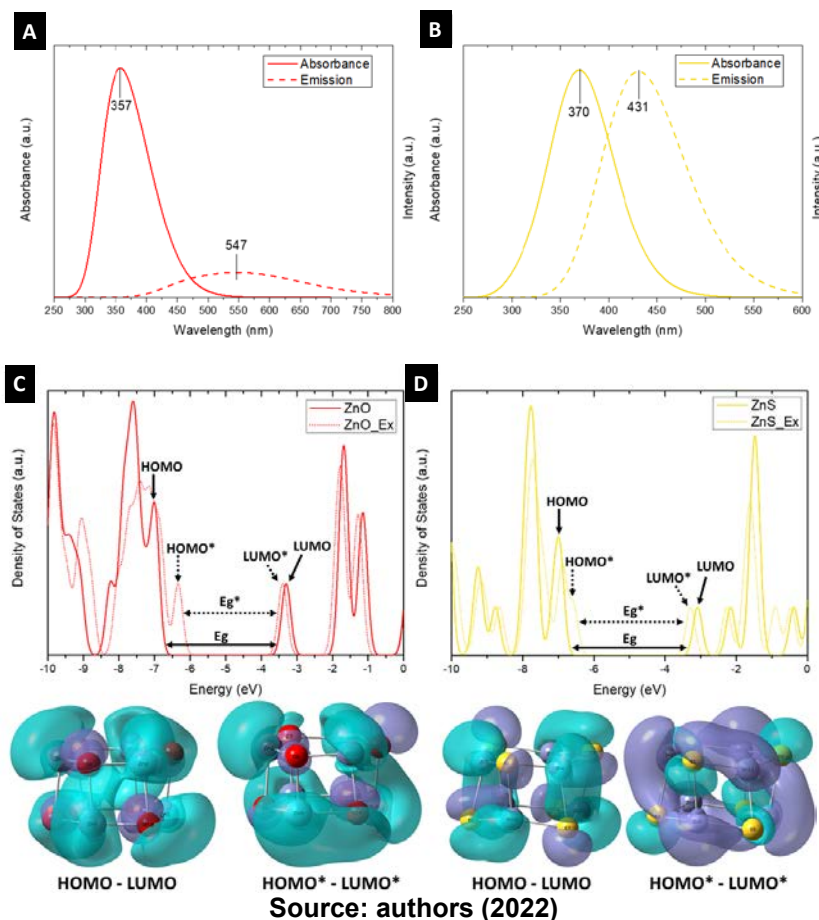 A
Absorbance
Emission
357
547
Absorbance (a.u.)
Intensity (a.u.)
250 300 350 400 450 500 550 600 650 700 750 800
Wavelength (nm)
B
Absorbance
Emission
370
431
Absorbance (a.u.)
Intensity (a.u.)
250 300 350 400 450 500 550 600
Wavelength (nm)
C
ZnO
ZnO_Ex
HOMO
HOMO*
LUMO*
LUMO
Eg*
Eg
Density of States (a.u.)
-10 -9 -8 -7 -6 -5 -4 -3 -2 -1 0
Energy (eV)
D
ZnS
ZnS_Ex
HOMO
HOMO*
LUMO*
LUMO
Eg*
Eg
Density of States (a.u.)
-10 -8 -6 -4 -2 0
Energy (eV)
HOMO - LUMO
HOMO* - LUMO*
HOMO - LUMO
HOMO* - LUMO*
Source: authors (2022)